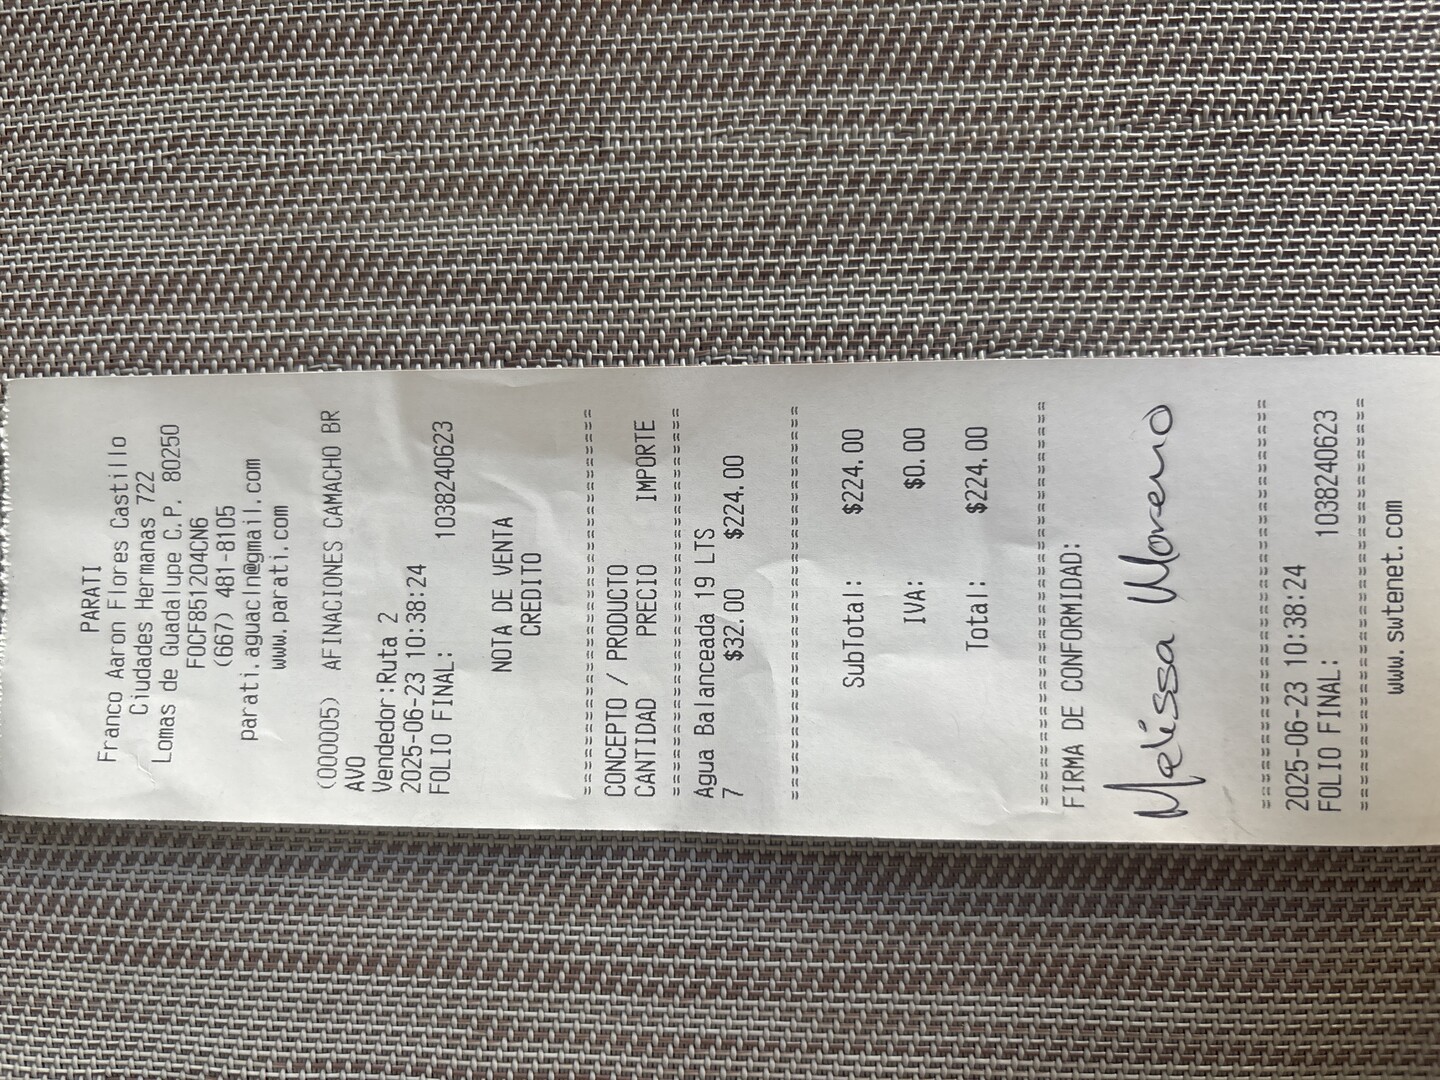 PARATI
Franco Aaron Flores Castillo
Ciudades Hermanas 722
Lomas de Guadalupe C.P. 80250
FOCF851204CN6
(667) 481-8105
parati.aguacln@gmail.com
www.parati.com
(000005) AFINACIONES CAMACHO BR
AVO
Vendedor:Ruta 2
2025-06-23 10:38:24
FOLIO FINAL: 1038240623
NOTA DE VENTA
CREDITO
==============================
CONCEPTO / PRODUCTO
CANTIDAD PRECIO IMPORTE
==============================
Agua Balanceada 19 LTS
7 $32.00 $224.00
==============================
SubTotal: $224.00
IVA: $0.00
Total: $224.00
==============================
FIRMA DE CONFORMIDAD:
Melissa Moreno
==============================
2025-06-23 10:38:24
FOLIO FINAL: 1038240623
==============================
www.swtenet.com